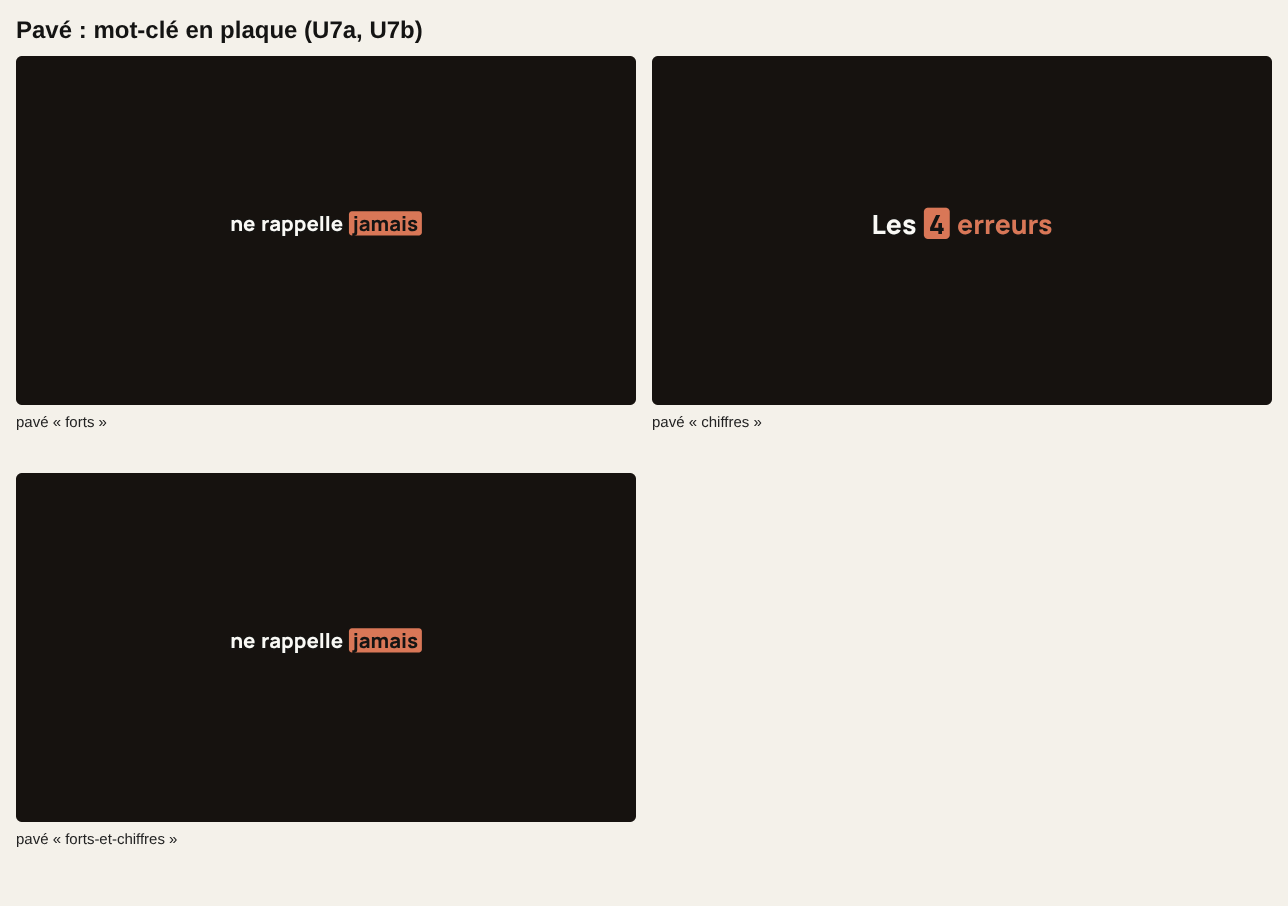 Pavé : mot-clé en plaque (U7a, U7b)
ne rappelle jamais
Les 4 erreurs
pavé « forts »
pavé « chiffres »
ne rappelle jamais
pavé « forts-et-chiffres »